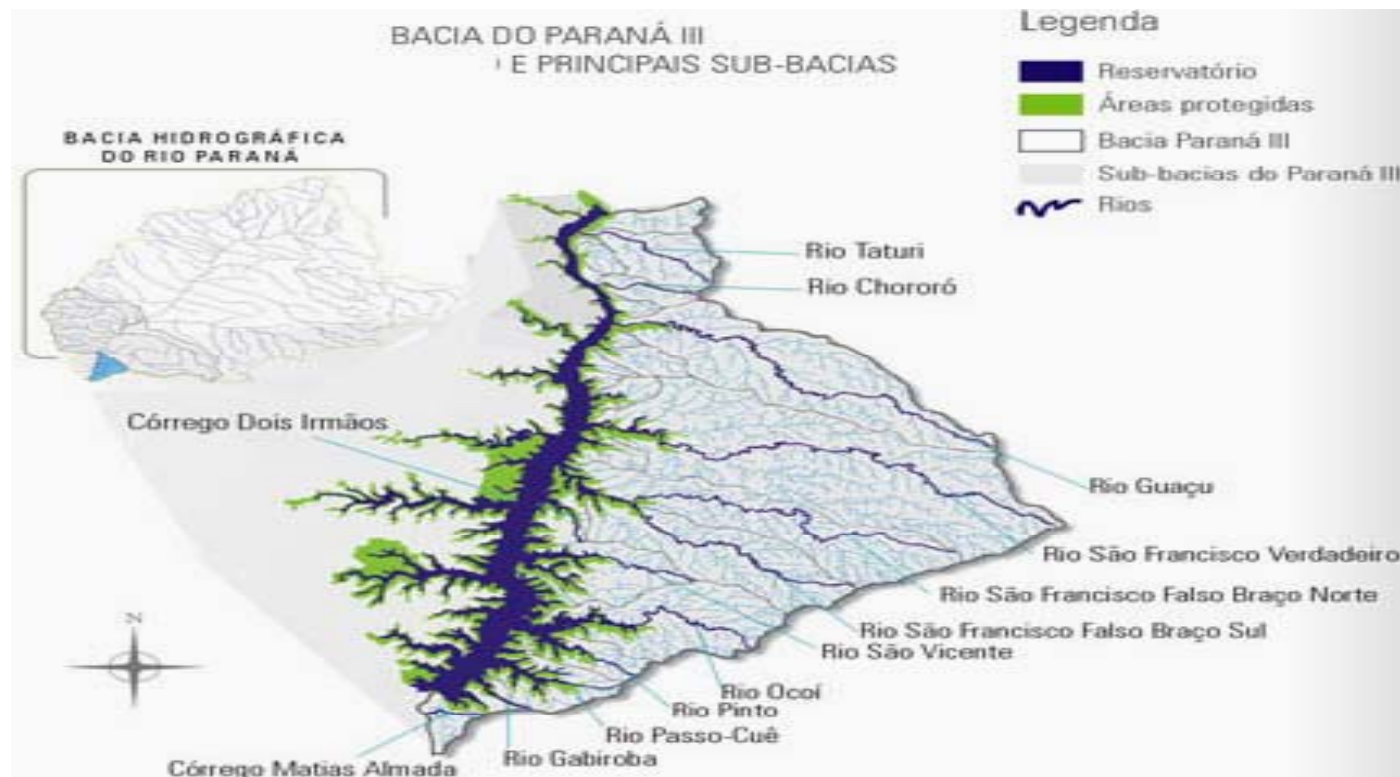 BACIA DO PARANÁ III
E PRINCIPAIS SUB-BACIAS
Legenda
Reservatório
Áreas protegidas
Bacia Paraná III
Sub-bacias do Paraná III
Rios
BACIA HIDROGRÁFICA
DO RIO PARANÁ
Rio Taturi
Rio Chororó
Córrego Dois Irmãos
Rio Guaçu
Rio São Francisco Verdadeiro
Rio São Francisco Falso Braço Norte
Rio São Francisco Falso Braço Sul
Rio São Vicente
N
Rio Ocoí
Rio Pinto
Rio Passo-Cuê
Rio Gabiroba
Córrego Matias Almada